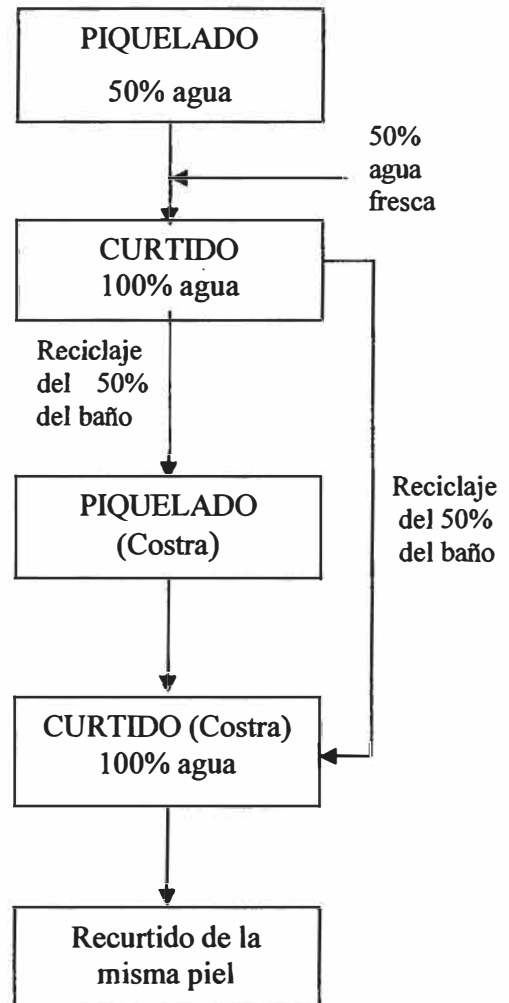 PIQUELADO
50% agua
50%
agua
fresca
CURTIDO
100% agua
Reciclaje
del 50%
del baño
PIQUELADO
(Costra)
Reciclaje
del 50%
del baño
CURTIDO (Costra)
100% agua
Recurtido de la
misma piel